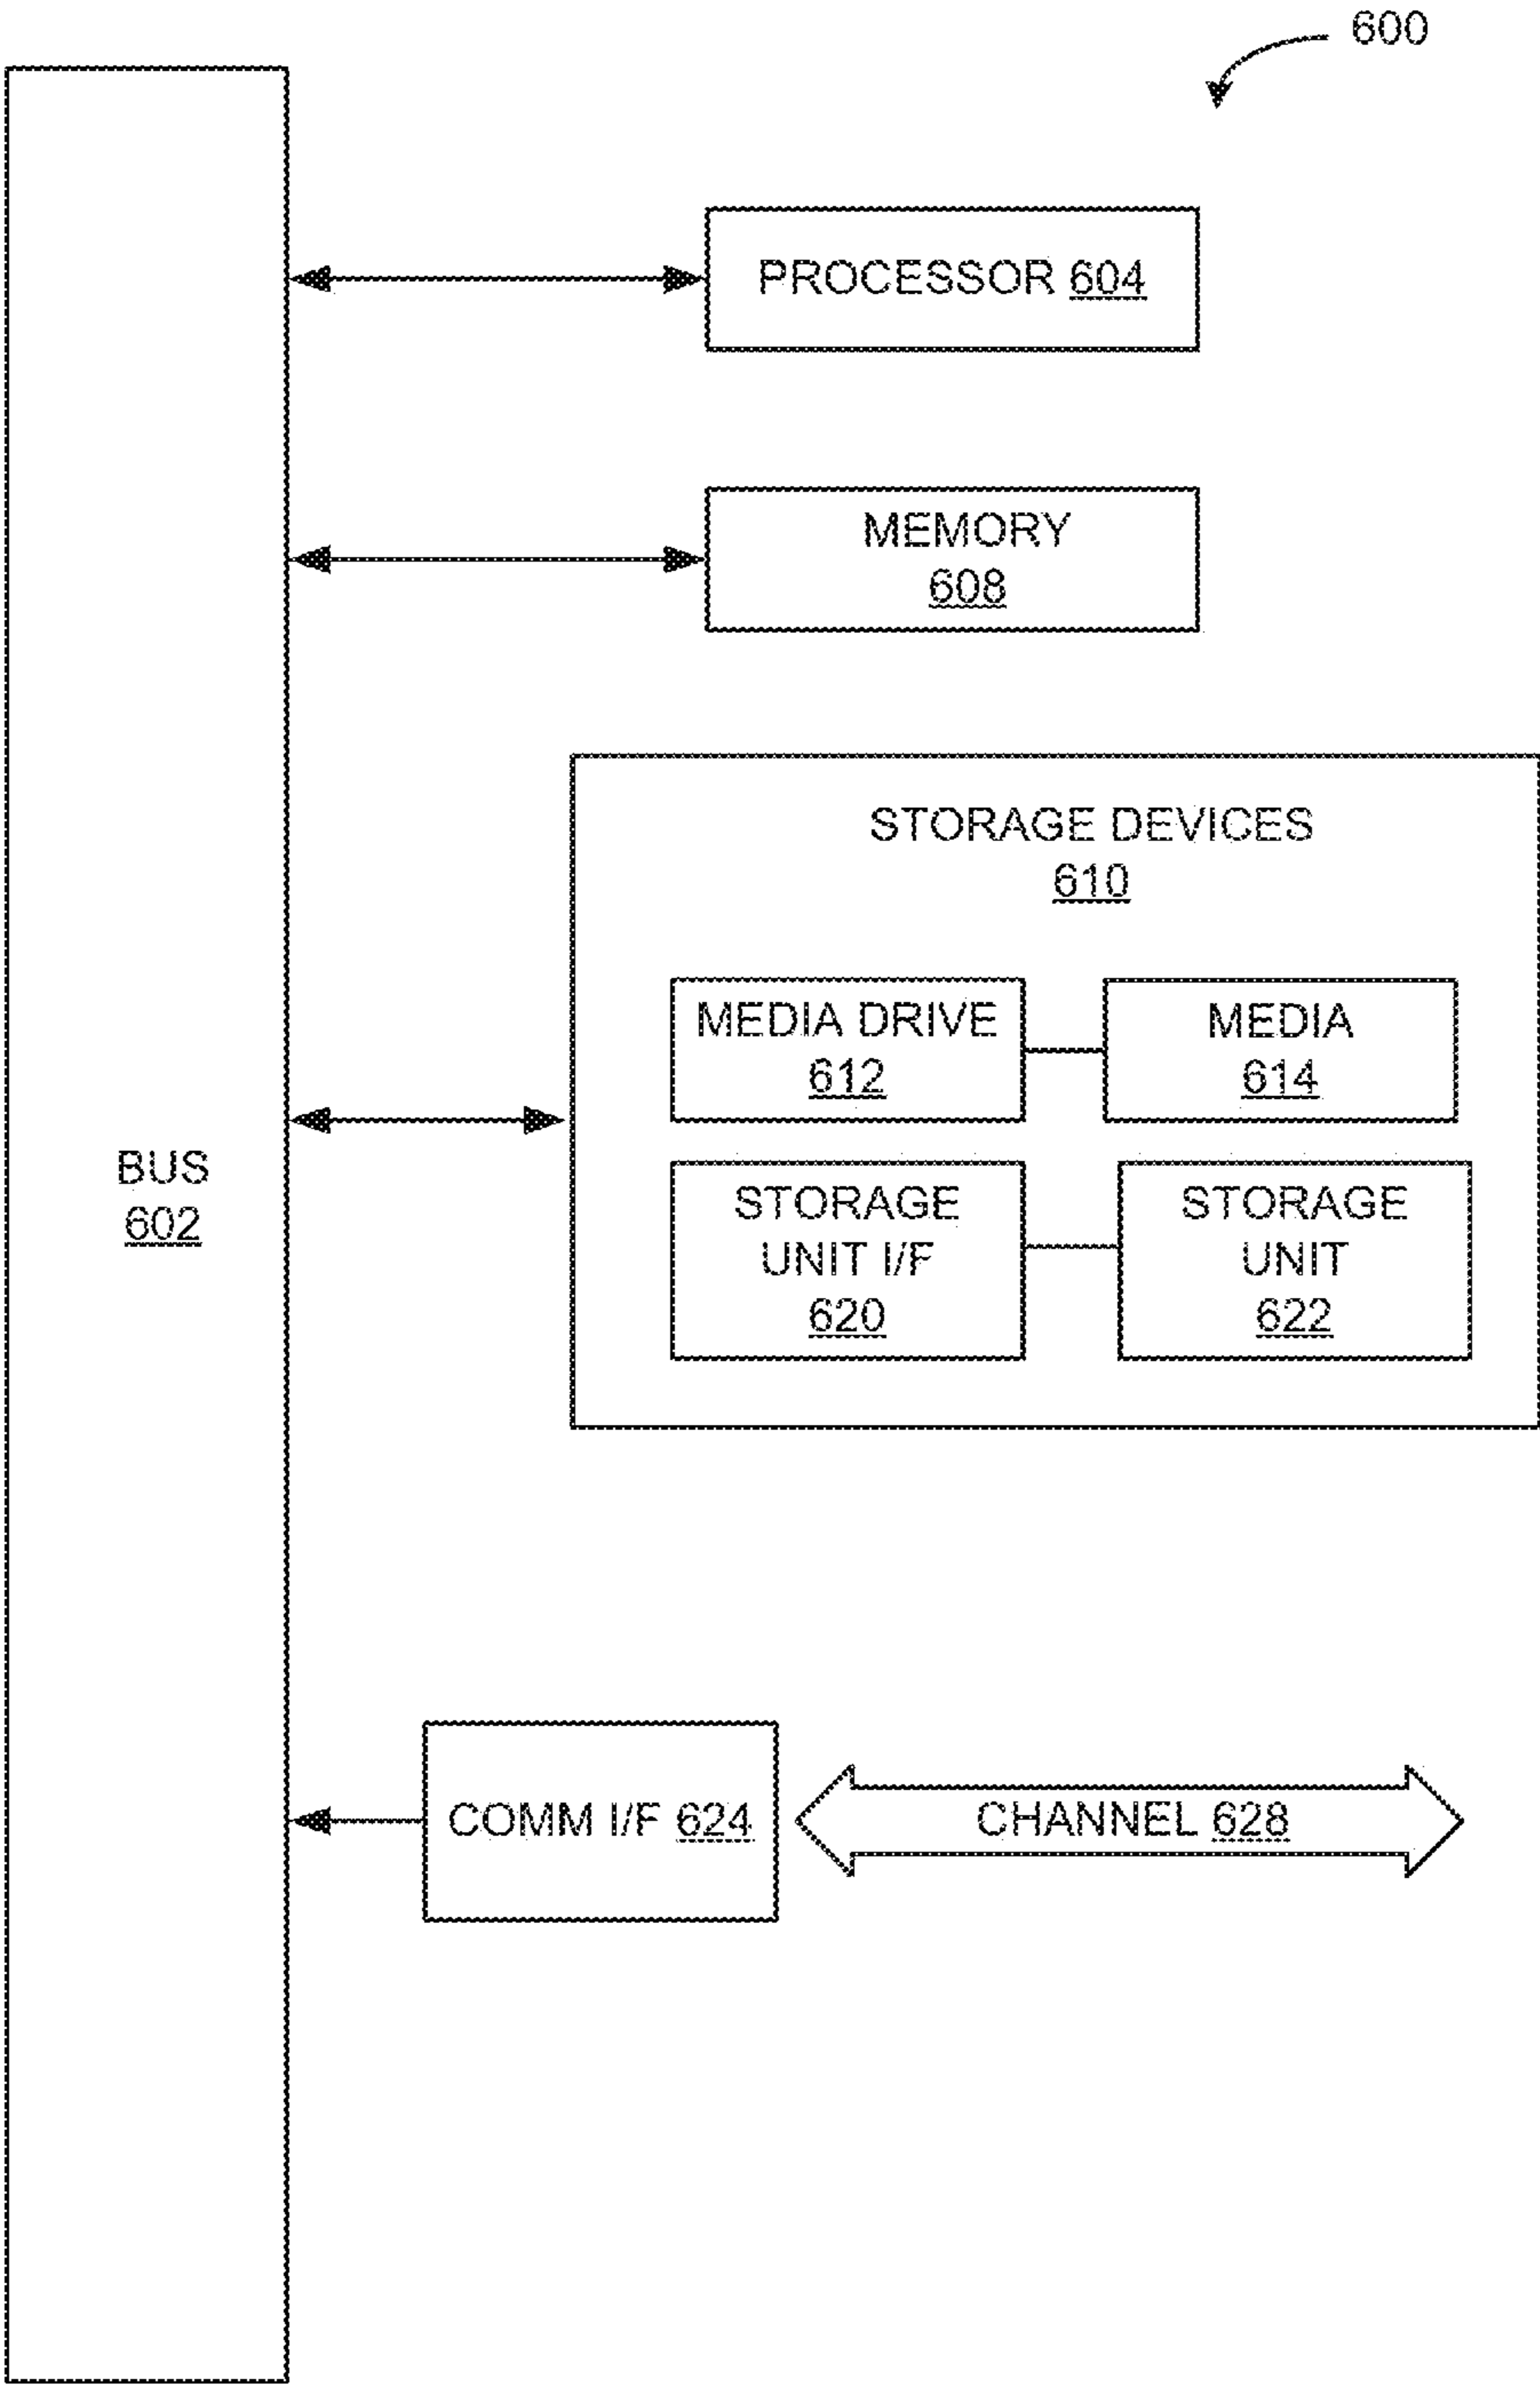 600
PROCESSOR 604
MEMORY
608
STORAGE DEVICES
610
MEDIA DRIVE
612
MEDIA
614
BUS
602
STORAGE
UNIT I/F
620
STORAGE
UNIT
622
COMM I/F 624
CHANNEL 628